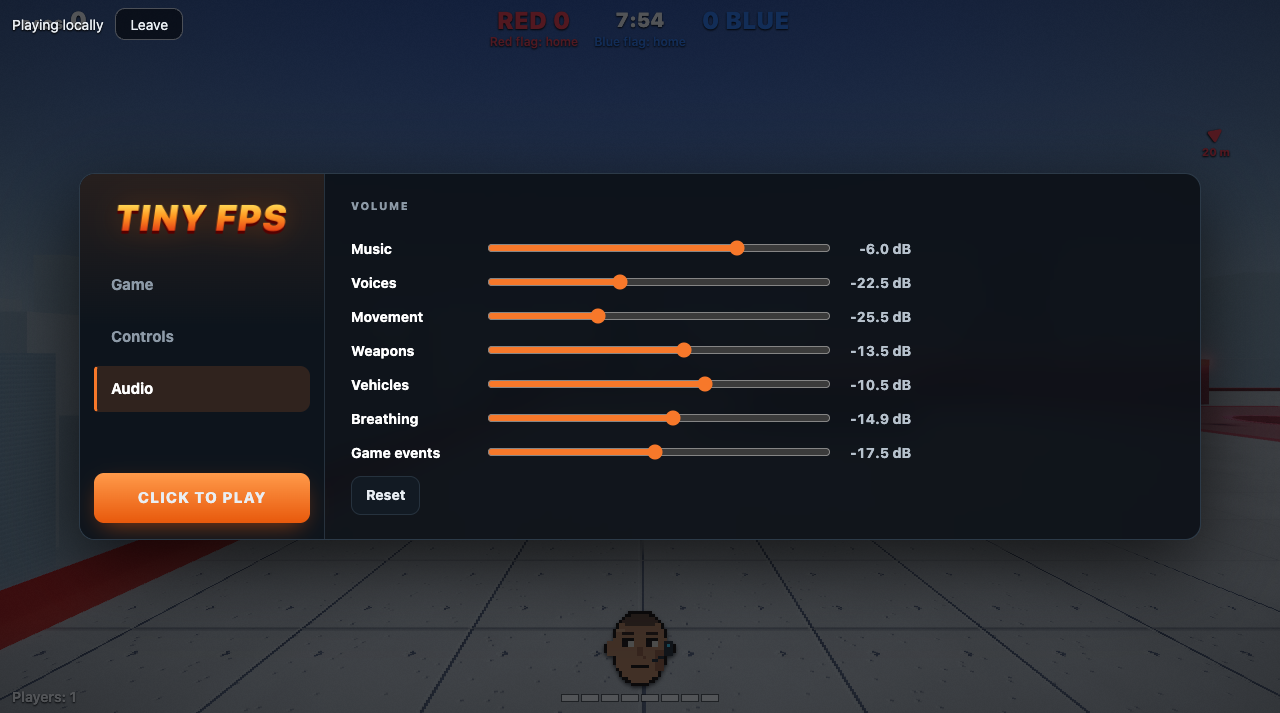 Playing locally
Leave
RED 0
7:54
0 BLUE
Red flag: home
Blue flag: home
20 m
TINY FPS
Game
Controls
Audio
CLICK TO PLAY
VOLUME
Music -6.0 dB
Voices -22.5 dB
Movement -25.5 dB
Weapons -13.5 dB
Vehicles -10.5 dB
Breathing -14.9 dB
Game events -17.5 dB
Reset
Players: 1